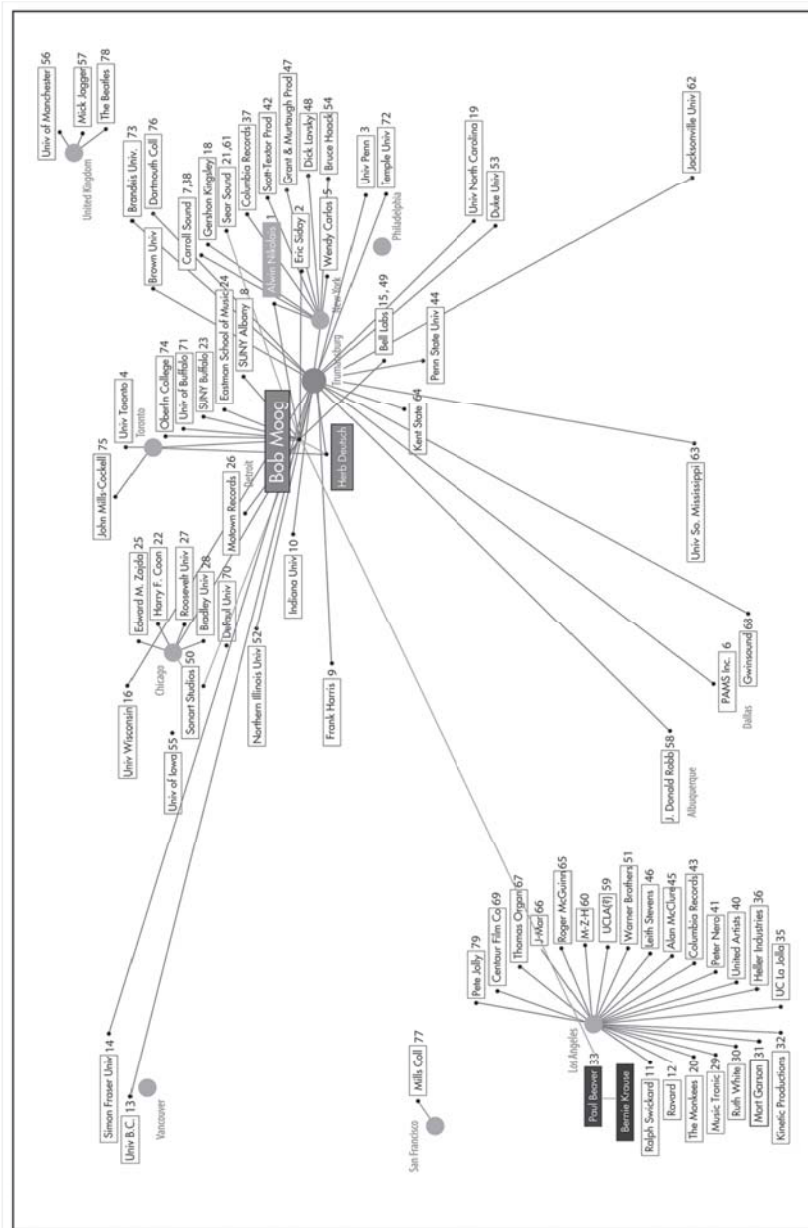 Univ of Manchester 56
Mick Jagger 57
The Beatles 78
United Kingdom
Brandeis Univ. 73
Dartmouth Coll 76
Brown Univ
Carroll Sound 7,38
Gershon Kingsley 18
Sear Sound 21,61
Columbia Records 37
Scott-Textor Prod 42
Grant & Murtaugh Prod 47
Dick Lavsky 48
Bruce Haack 54
Wendy Carlos 5
Eric Siday 2
Alwin Nikolais 1
New York
Univ Penn 3
Temple Univ 72
Philadelphia
Univ North Carolina 19
Duke Univ 53
Jacksonville Univ 62
Univ Toronto 4
Toronto
John Mills-Cockell 75
Oberlin College 74
Univ of Buffalo 71
SUNY Buffalo 23
Eastman School of Music 24
SUNY Albany 8
Bob Moog
Trumansburg
Herb Deutsch
Bell Labs 15, 49
Penn State Univ 44
Kent State 64
Univ So. Mississippi 63
Motown Records 26
Detroit
Edward M. Zajda 25
Harry F. Coon 22
Roosevelt Univ 27
Bradley Univ 28
DePaul Univ 70
Chicago
Sonart Studios 50
Univ Wisconsin 16
Univ of Iowa 55
Northern Illinois Univ 52
Indiana Univ 10
Frank Harris 9
Gwinsound 68
PAMS Inc. 6
Dallas
J. Donald Robb 58
Albuquerque
Simon Fraser Univ 14
Univ B.C. 13
Vancouver
Mills Coll 77
San Francisco
Pete Jolly 79
Centaur Film Co 69
Thomas Organ 67
J-Mar 66
Roger McGuinn 65
M-Z-H 60
UCLA(?) 59
Warner Brothers 51
Leith Stevens 46
Alan McClure 45
Columbia Records 43
Peter Nero 41
United Artists 40
Heller Industries 36
UC La Jolla 35
Los Angeles
Paul Beaver 33
Bernie Krause
Ralph Swickard 11
Ravard 12
The Monkees 20
Music Tronic 29
Ruth White 30
Mort Garson 31
Kinetic Productions 32